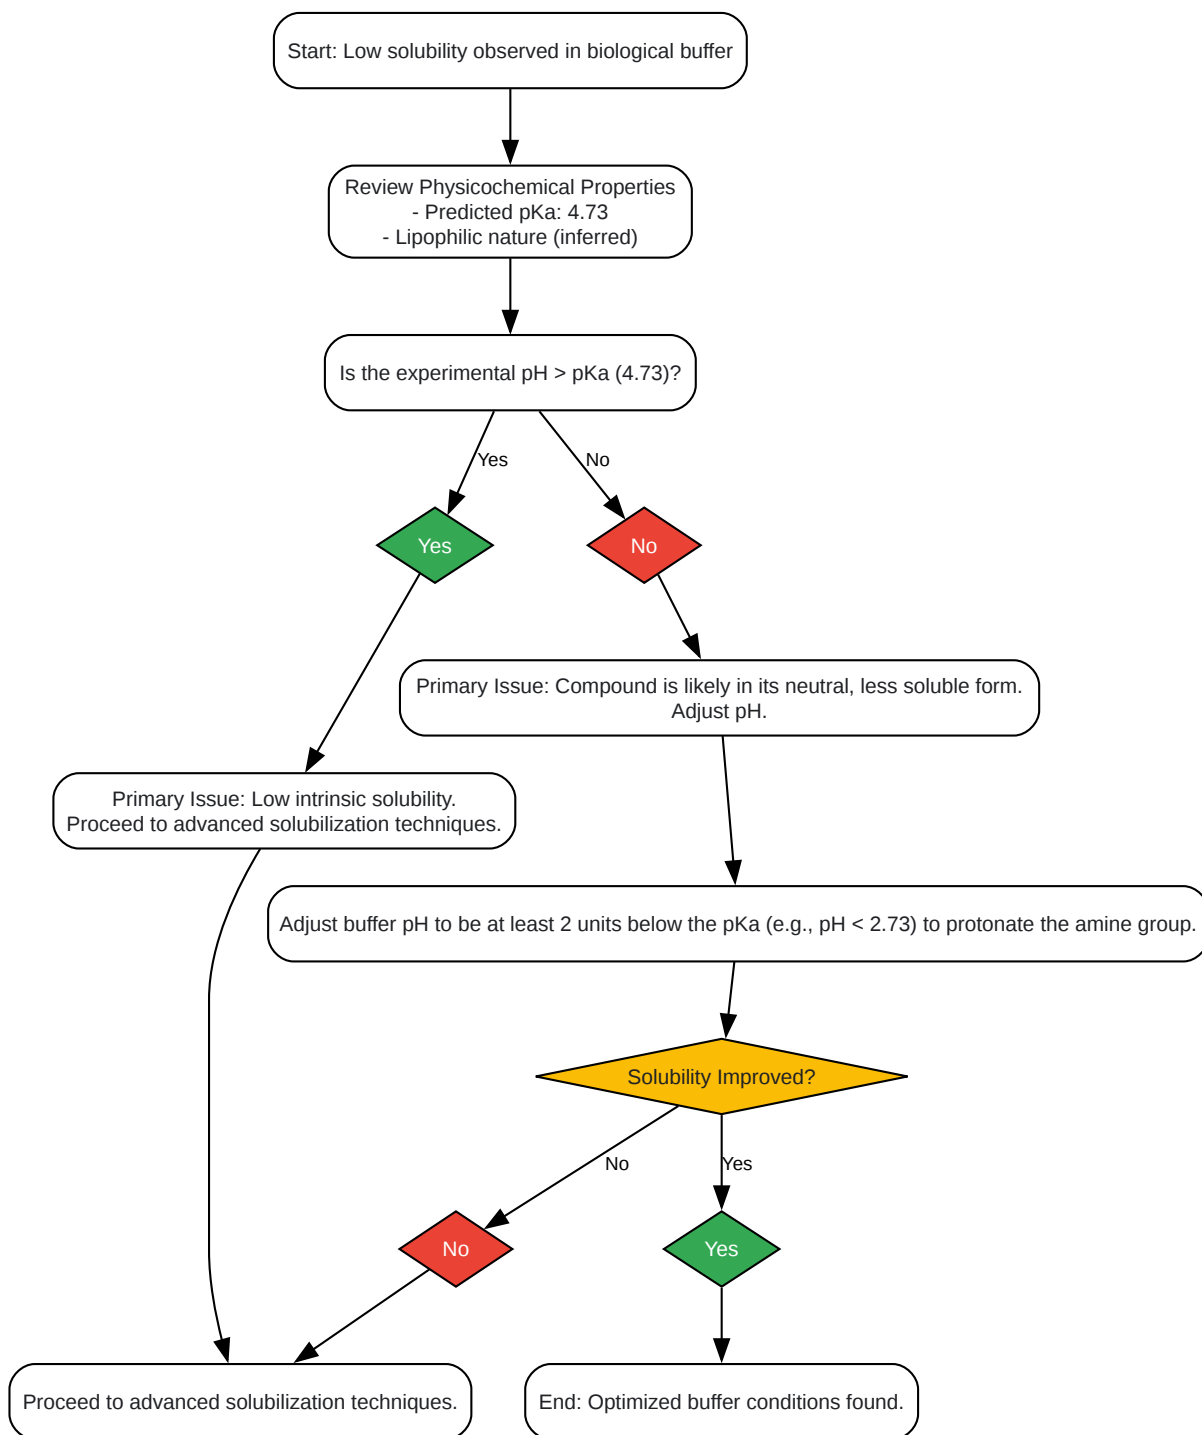 Start: Low solubility observed in biological buffer
Review Physicochemical Properties
- Predicted pKa: 4.73
- Lipophilic nature (inferred)
Is the experimental pH > pKa (4.73)?
Yes
No
Yes
No
Primary Issue: Compound is likely in its neutral, less soluble form.
Adjust pH.
Primary Issue: Low intrinsic solubility.
Proceed to advanced solubilization techniques.
Adjust buffer pH to be at least 2 units below the pKa (e.g., pH < 2.73) to protonate the amine group.
Solubility Improved?
No
Yes
No
Yes
Proceed to advanced solubilization techniques.
End: Optimized buffer conditions found.